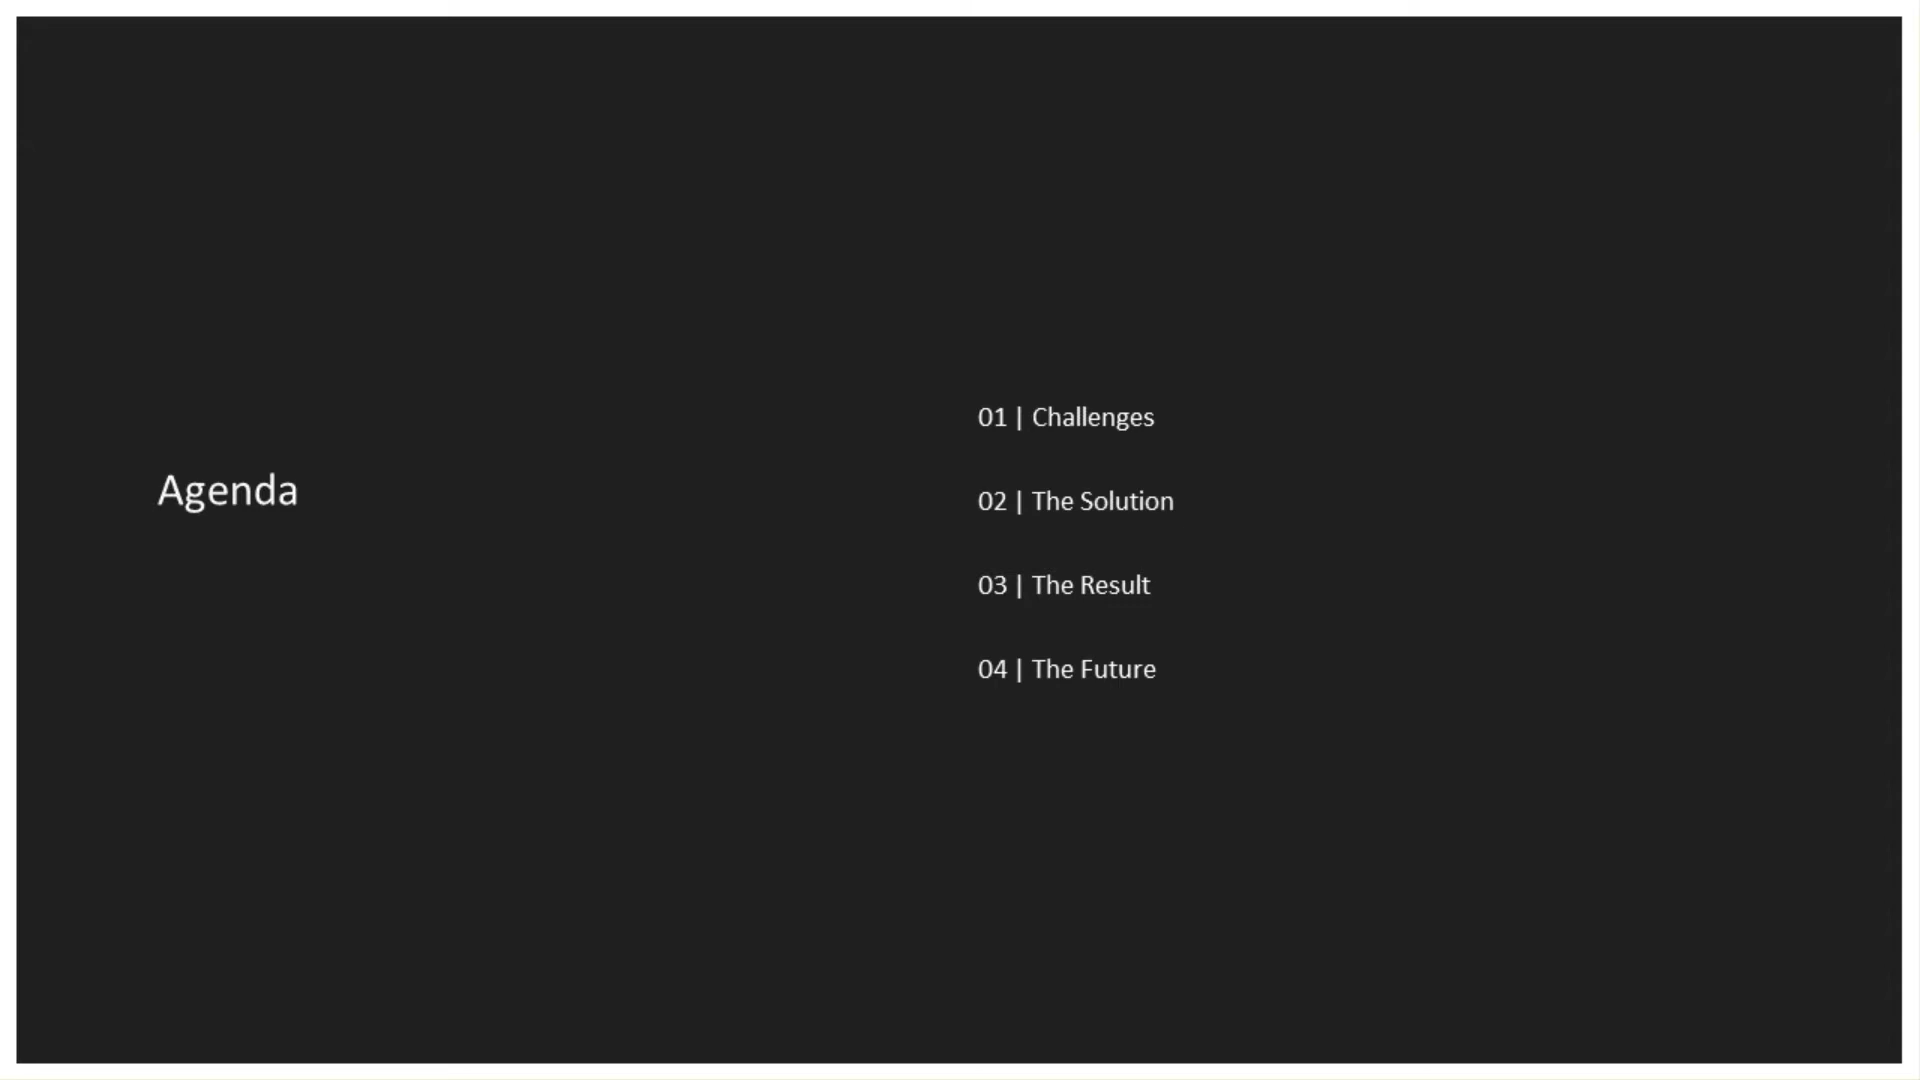 Agenda
01 | Challenges
02 | The Solution
03 | The Result
04 | The Future